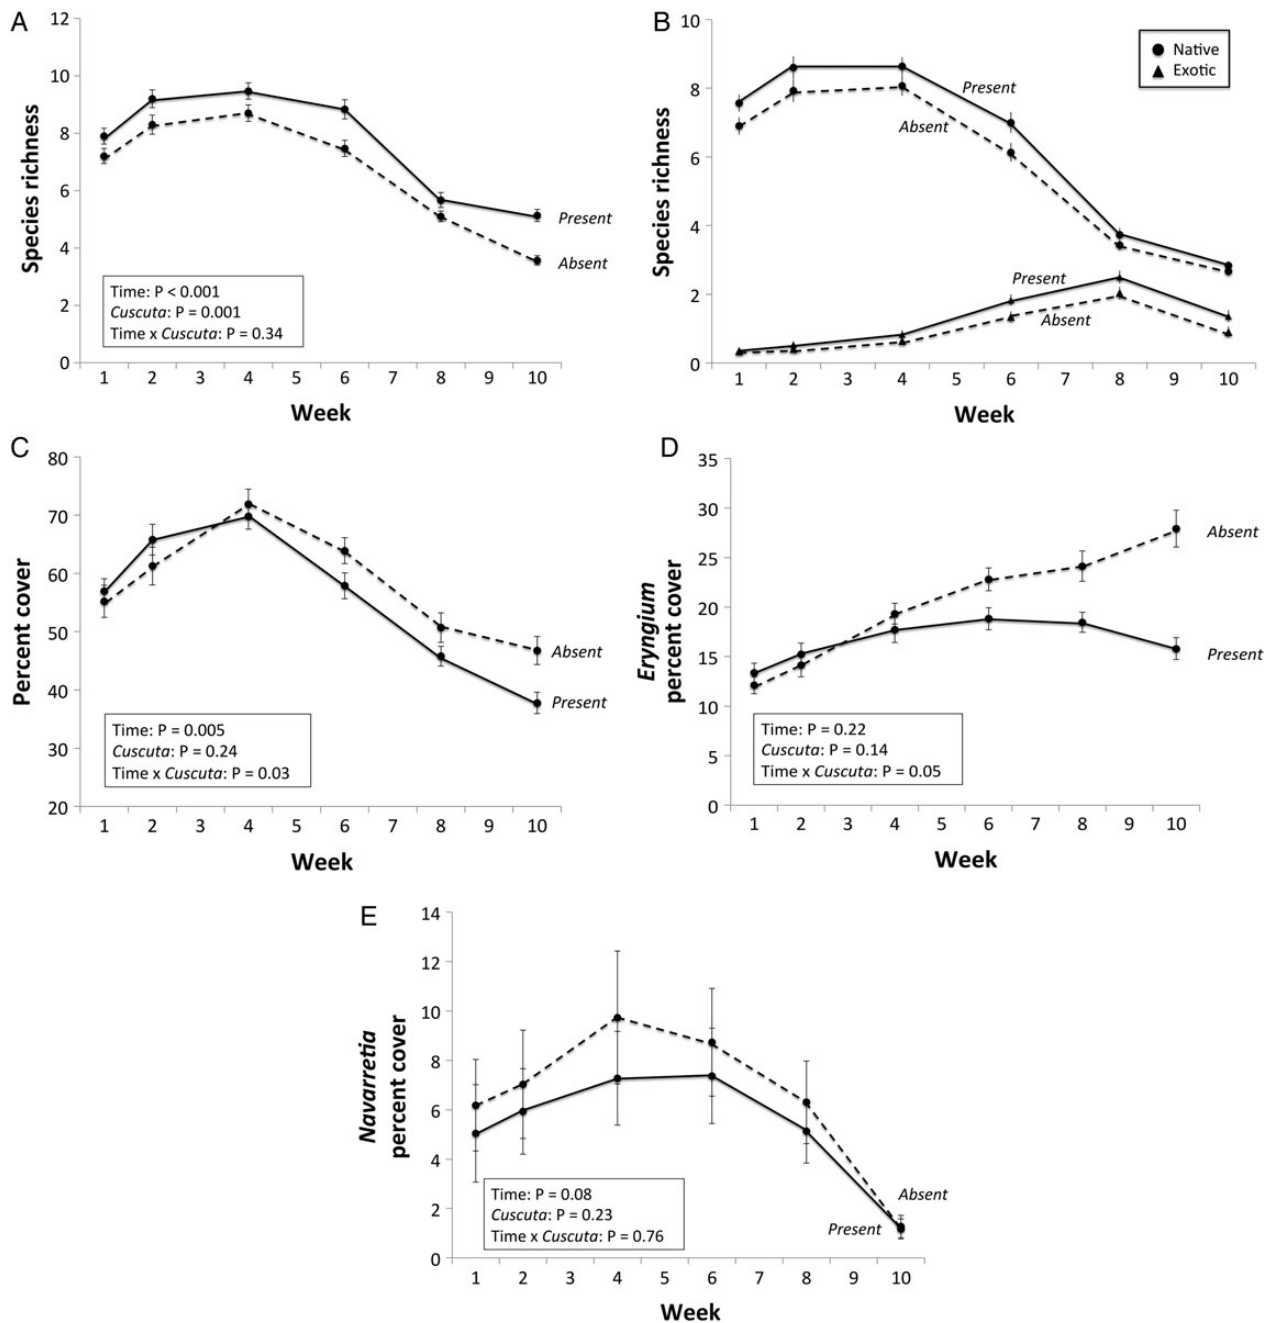 A
Species richness
12
10
8
6
4
2
0
Present
Absent
Time: P < 0.001
Cuscuta: P = 0.001
Time x Cuscuta: P = 0.34
1 2 3 4 5 6 7 8 9 10
Week
B
Species richness
10
8
6
4
2
0
Native
Exotic
Present
Absent
Present
Absent
1 2 3 4 5 6 7 8 9 10
Week
C
Percent cover
80
70
60
50
40
30
20
Absent
Present
Time: P = 0.005
Cuscuta: P = 0.24
Time x Cuscuta: P = 0.03
1 2 3 4 5 6 7 8 9 10
Week
D
Eryngium
percent cover
35
30
25
20
15
10
5
0
Absent
Present
Time: P = 0.22
Cuscuta: P = 0.14
Time x Cuscuta: P = 0.05
1 2 3 4 5 6 7 8 9 10
Week
E
Navarretia
percent cover
14
12
10
8
6
4
2
0
Absent
Present
Time: P = 0.08
Cuscuta: P = 0.23
Time x Cuscuta: P = 0.76
1 2 3 4 5 6 7 8 9 10
Week